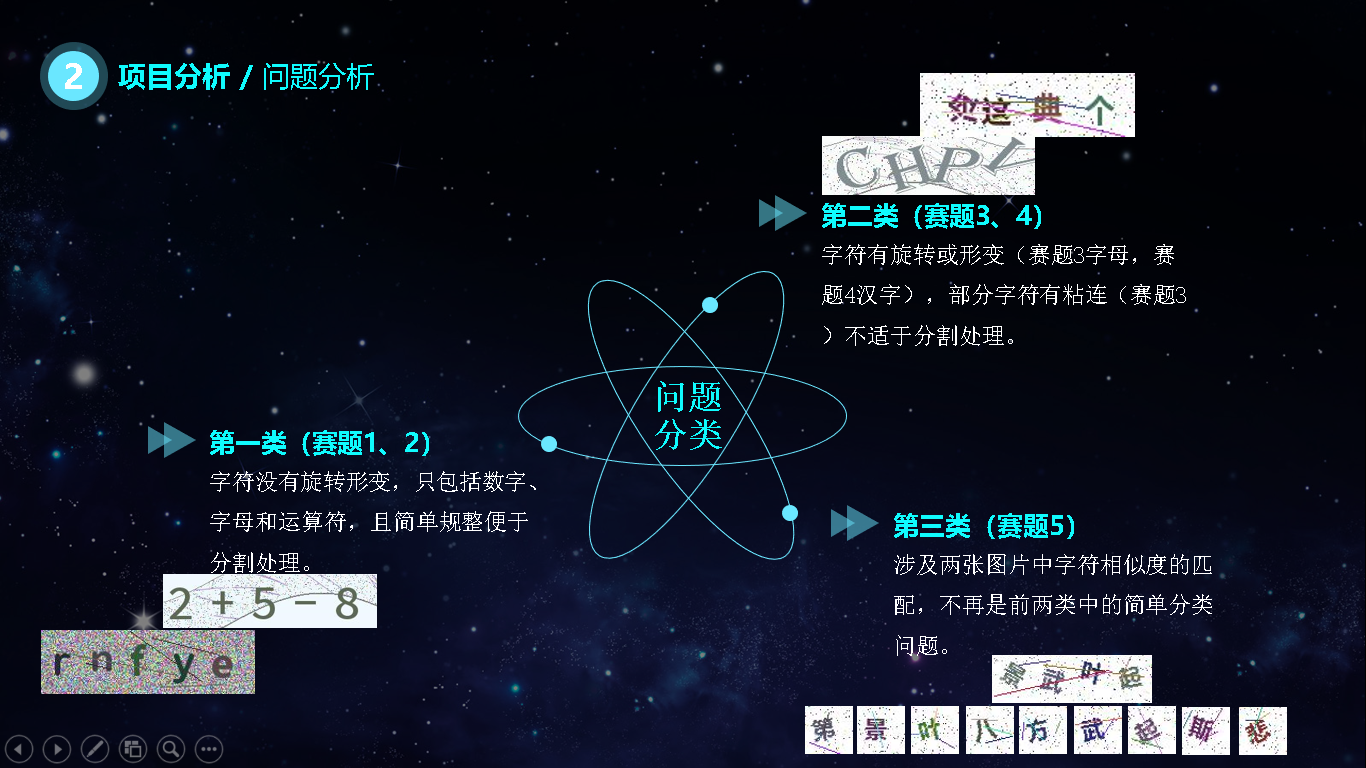 2 项目分析 / 问题分析
问题
分类
第一类（赛题1、2）
字符没有旋转形变，只包括数字、
字母和运算符，且简单规整便于
分割处理。
2 + 5 − 8
r n f y e
这 典 个
CHPV
第二类（赛题3、4）
字符有旋转或形变（赛题3字母，赛
题4汉字），部分字符有粘连（赛题3
）不适于分割处理。
第三类（赛题5）
涉及两张图片中字符相似度的匹
配，不再是前两类中的简单分类
问题。
景 武 叶 起
第 景 叶 八 方 武 起 斯 悲